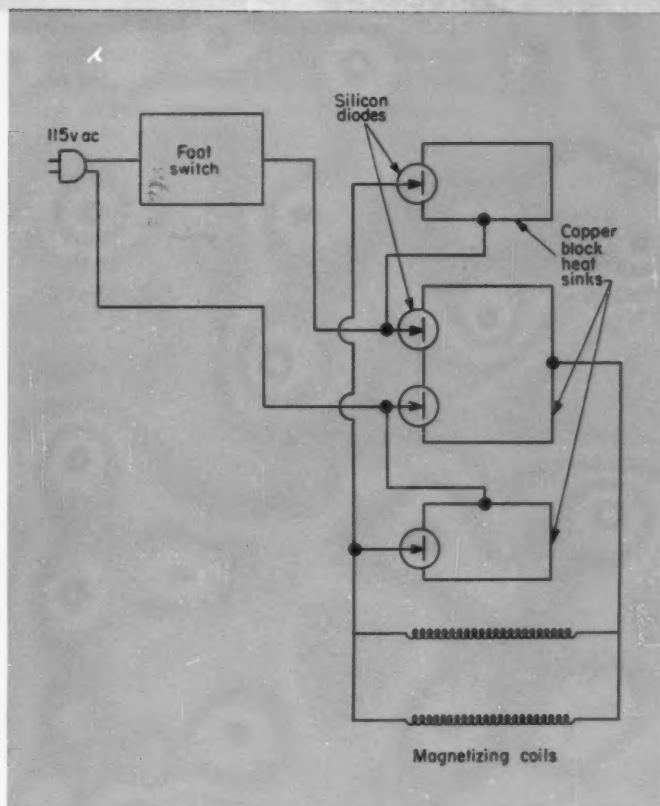 115v ac
Foot
switch
Silicon
diodes
Copper
block
heat
sinks
Magnetizing coils